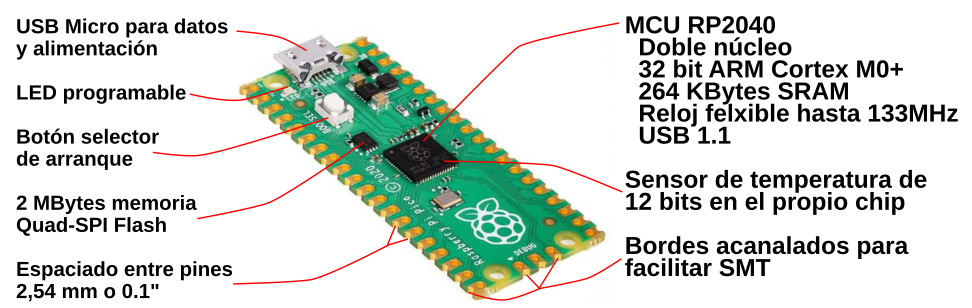 USB Micro para datos
y alimentación
LED programable
Botón selector
de arranque
2 MBytes memoria
Quad-SPI Flash
Espaciado entre pines
2,54 mm o 0.1"
MCU RP2040
Doble núcleo
32 bit ARM Cortex M0+
264 KBytes SRAM
Reloj felxible hasta 133MHz
USB 1.1
Sensor de temperatura de
12 bits en el propio chip
Bordes acanalados para
facilitar SMT
BOOTSEL
Raspberry Pi Pico © 2020
DEBUG